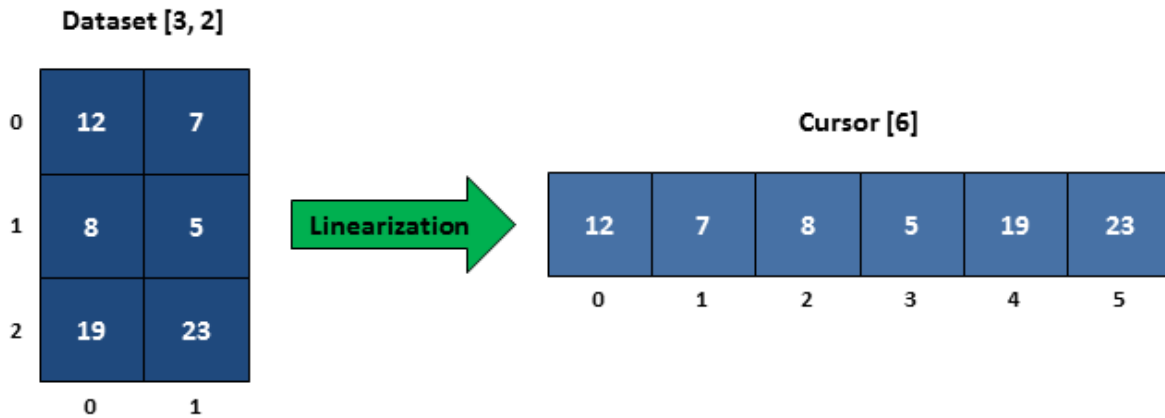 Dataset [3, 2]
0 12 7
1 8 5
2 19 23
0 1
Linearization
Cursor [6]
12 7 8 5 19 23
0 1 2 3 4 5